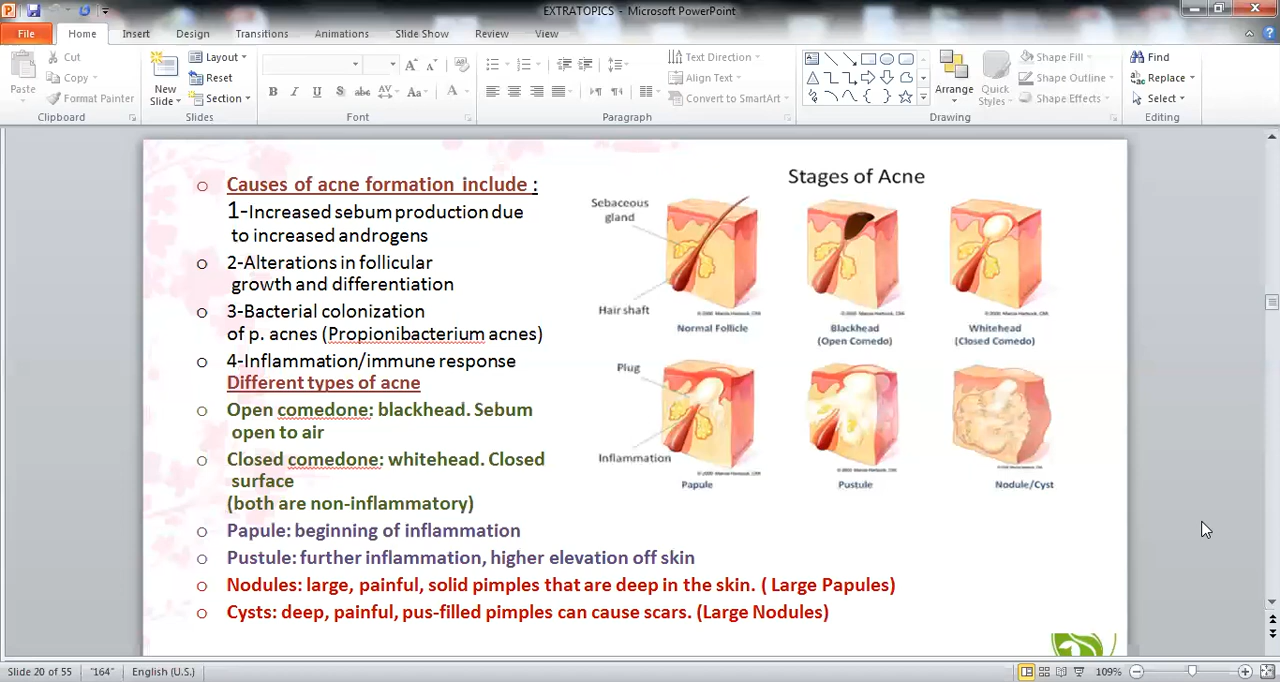 EXTRATOPICS - Microsoft PowerPoint
File Home Insert Design Transitions Animations Slide Show Review View
Paste
Cut
Copy
Format Painter
Clipboard
New Slide
Layout
Reset
Section
Slides
Font
Text Direction
Align Text
Convert to SmartArt
Paragraph
Arrange
Quick Styles
Shape Fill
Shape Outline
Shape Effects
Drawing
Find
Replace
Select
Editing
Causes of acne formation include :
1-Increased sebum production due
to increased androgens
2-Alterations in follicular
growth and differentiation
3-Bacterial colonization
of p. acnes (Propionibacterium acnes)
4-Inflammation/immune response
Different types of acne
Open comedone: blackhead. Sebum
open to air
Closed comedone: whitehead. Closed
surface
(both are non-inflammatory)
Papule: beginning of inflammation
Pustule: further inflammation, higher elevation off skin
Nodules: large, painful, solid pimples that are deep in the skin. ( Large Papules)
Cysts: deep, painful, pus-filled pimples can cause scars. (Large Nodules)
Stages of Acne
Sebaceous
gland
Hair shaft
Normal Follicle
Blackhead
(Open Comedo)
Whitehead
(Closed Comedo)
Plug
Inflammation
Papule
Pustule
Nodule/Cyst
Slide 20 of 55 "164" English (U.S.) 109%